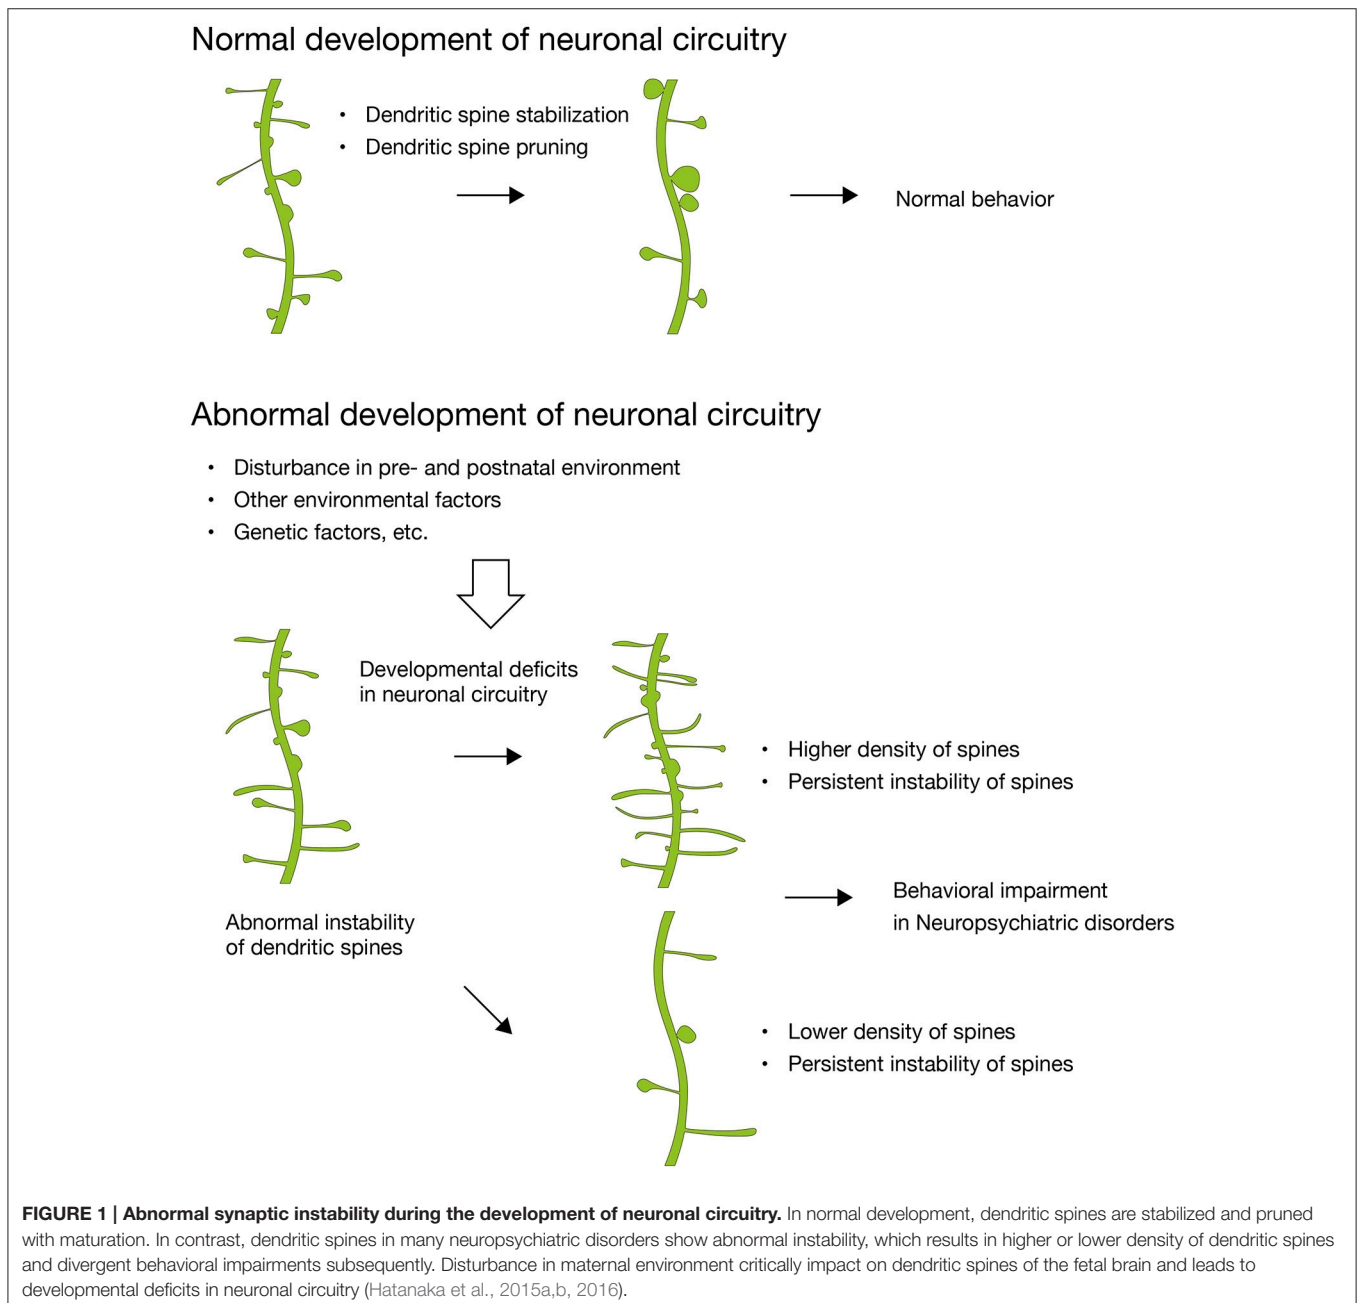 Normal development of neuronal circuitry
• Dendritic spine stabilization
• Dendritic spine pruning
Normal behavior
Abnormal development of neuronal circuitry
• Disturbance in pre- and postnatal environment
• Other environmental factors
• Genetic factors, etc.
Developmental deficits
in neuronal circuitry
• Higher density of spines
• Persistent instability of spines
Abnormal instability
of dendritic spines
Behavioral impairment
in Neuropsychiatric disorders
• Lower density of spines
• Persistent instability of spines
FIGURE 1 | Abnormal synaptic instability during the development of neuronal circuitry. In normal development, dendritic spines are stabilized and pruned
with maturation. In contrast, dendritic spines in many neuropsychiatric disorders show abnormal instability, which results in higher or lower density of dendritic spines
and divergent behavioral impairments subsequently. Disturbance in maternal environment critically impact on dendritic spines of the fetal brain and leads to
developmental deficits in neuronal circuitry (Hatanaka et al., 2015a,b, 2016).